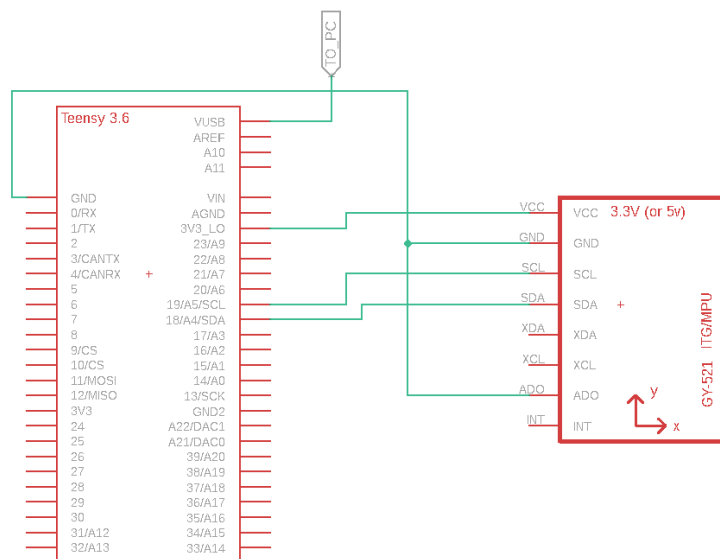 TO_PC
Teensy 3.6
VUSB
AREF
A10
A11
GND
VIN
0/RX
AGND
1/TX
3V3_LO
2
23/A9
3/CANTX
22/A8
4/CANRX
21/A7
5
20/A6
6
19/A5/SCL
7
18/A4/SDA
8
17/A3
9/CS
16/A2
10/CS
15/A1
11/MOSI
14/A0
12/MISO
13/SCK
3V3
GND2
24
A22/DAC1
25
A21/DAC0
26
39/A20
27
38/A19
28
37/A18
29
36/A17
30
35/A16
31/A12
34/A15
32/A13
33/A14
VCC
GND
SCL
SDA
XDA
XCL
ADO
INT
3.3V (or 5v)
VCC
GND
SCL
SDA
XDA
XCL
ADO
INT
y
x
GY-521 ITG/MPU